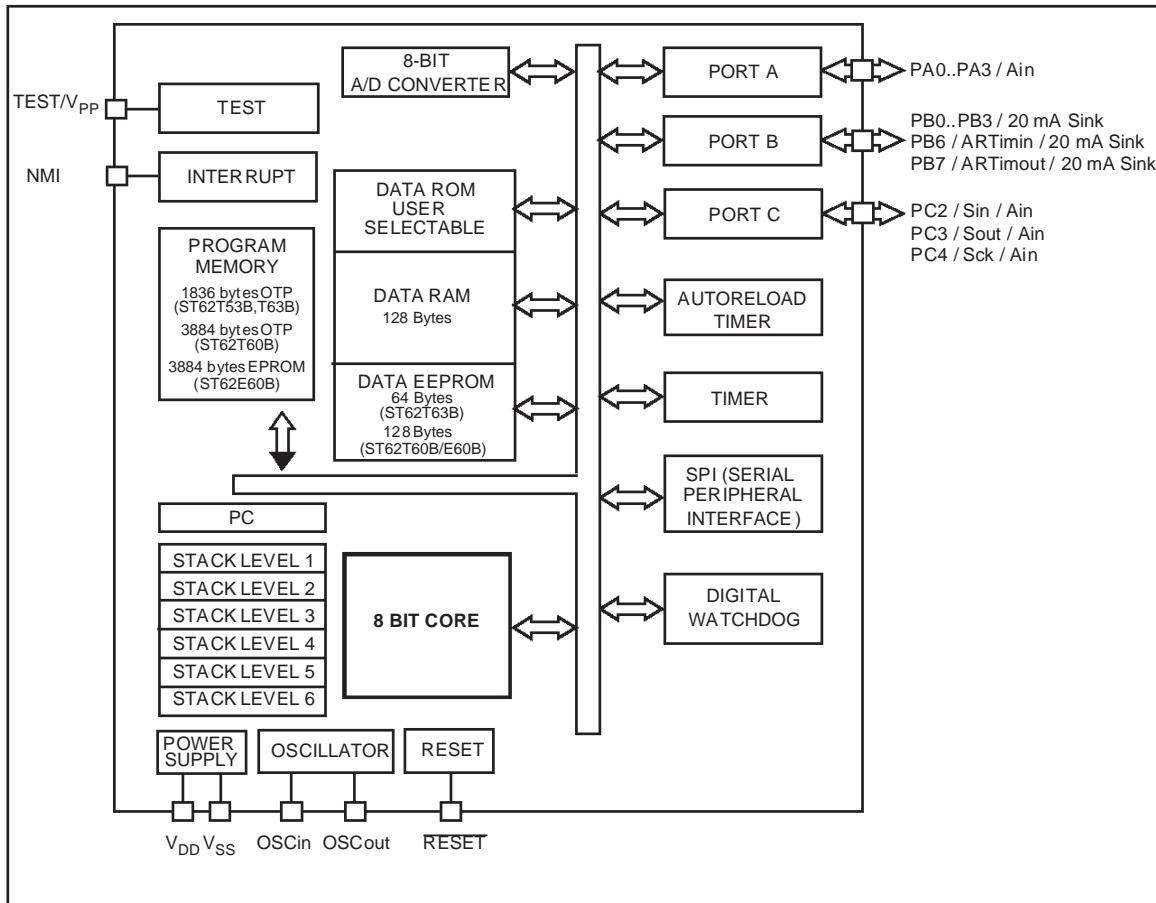 8-BIT
A/D CONVERTER
PORT A
PA0..PA3 / Ain
TEST/VPP
TEST
PORT B
PB0..PB3 / 20 mA Sink
PB6 / ARTimin / 20 mA Sink
PB7 / ARTimout / 20 mA Sink
NMI
INTERRUPT
DATA ROM
USER
SELECTABLE
PORT C
PC2 / Sin / Ain
PC3 / Sout / Ain
PC4 / Sck / Ain
PROGRAM
MEMORY
1836 bytes OTP
(ST62T53B,T63B)
3884 bytes OTP
(ST62T60B)
3884 bytes EPROM
(ST62E60B)
DATA RAM
128 Bytes
AUTORELOAD
TIMER
DATA EEPROM
64 Bytes
(ST62T63B)
128 Bytes
(ST62T60B/E60B)
TIMER
SPI (SERIAL
PERIPHERAL
INTERFACE )
PC
STACK LEVEL 1
STACK LEVEL 2
STACK LEVEL 3
STACK LEVEL 4
STACK LEVEL 5
STACK LEVEL 6
8 BIT CORE
DIGITAL
WATCHDOG
POWER
SUPPLY
OSCILLATOR
RESET
VDD VSS OSCin OSCout RESET